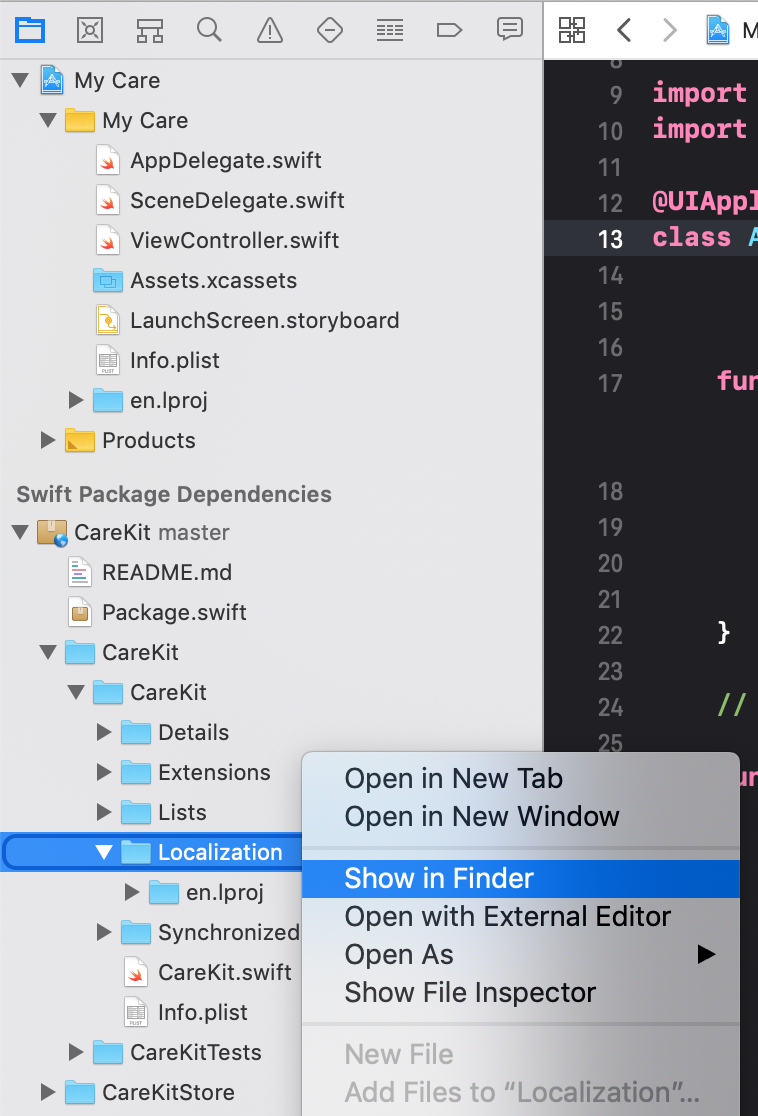 My Care
My Care
AppDelegate.swift
SceneDelegate.swift
ViewController.swift
Assets.xcassets
LaunchScreen.storyboard
Info.plist
en.lproj
Products
Swift Package Dependencies
CareKit master
README.md
Package.swift
CareKit
CareKit
Details
Extensions
Lists
Localization
en.lproj
Synchronized
CareKit.swift
Info.plist
CareKitTests
CareKitStore
Open in New Tab
Open in New Window
Show in Finder
Open with External Editor
Open As
Show File Inspector
New File
Add Files to “Localization”...
M
8
9 import
10 import
11
12 @UIAppl
13 class A
14
15
16
17 fun
18
19
20
21
22 }
23
24 //
25